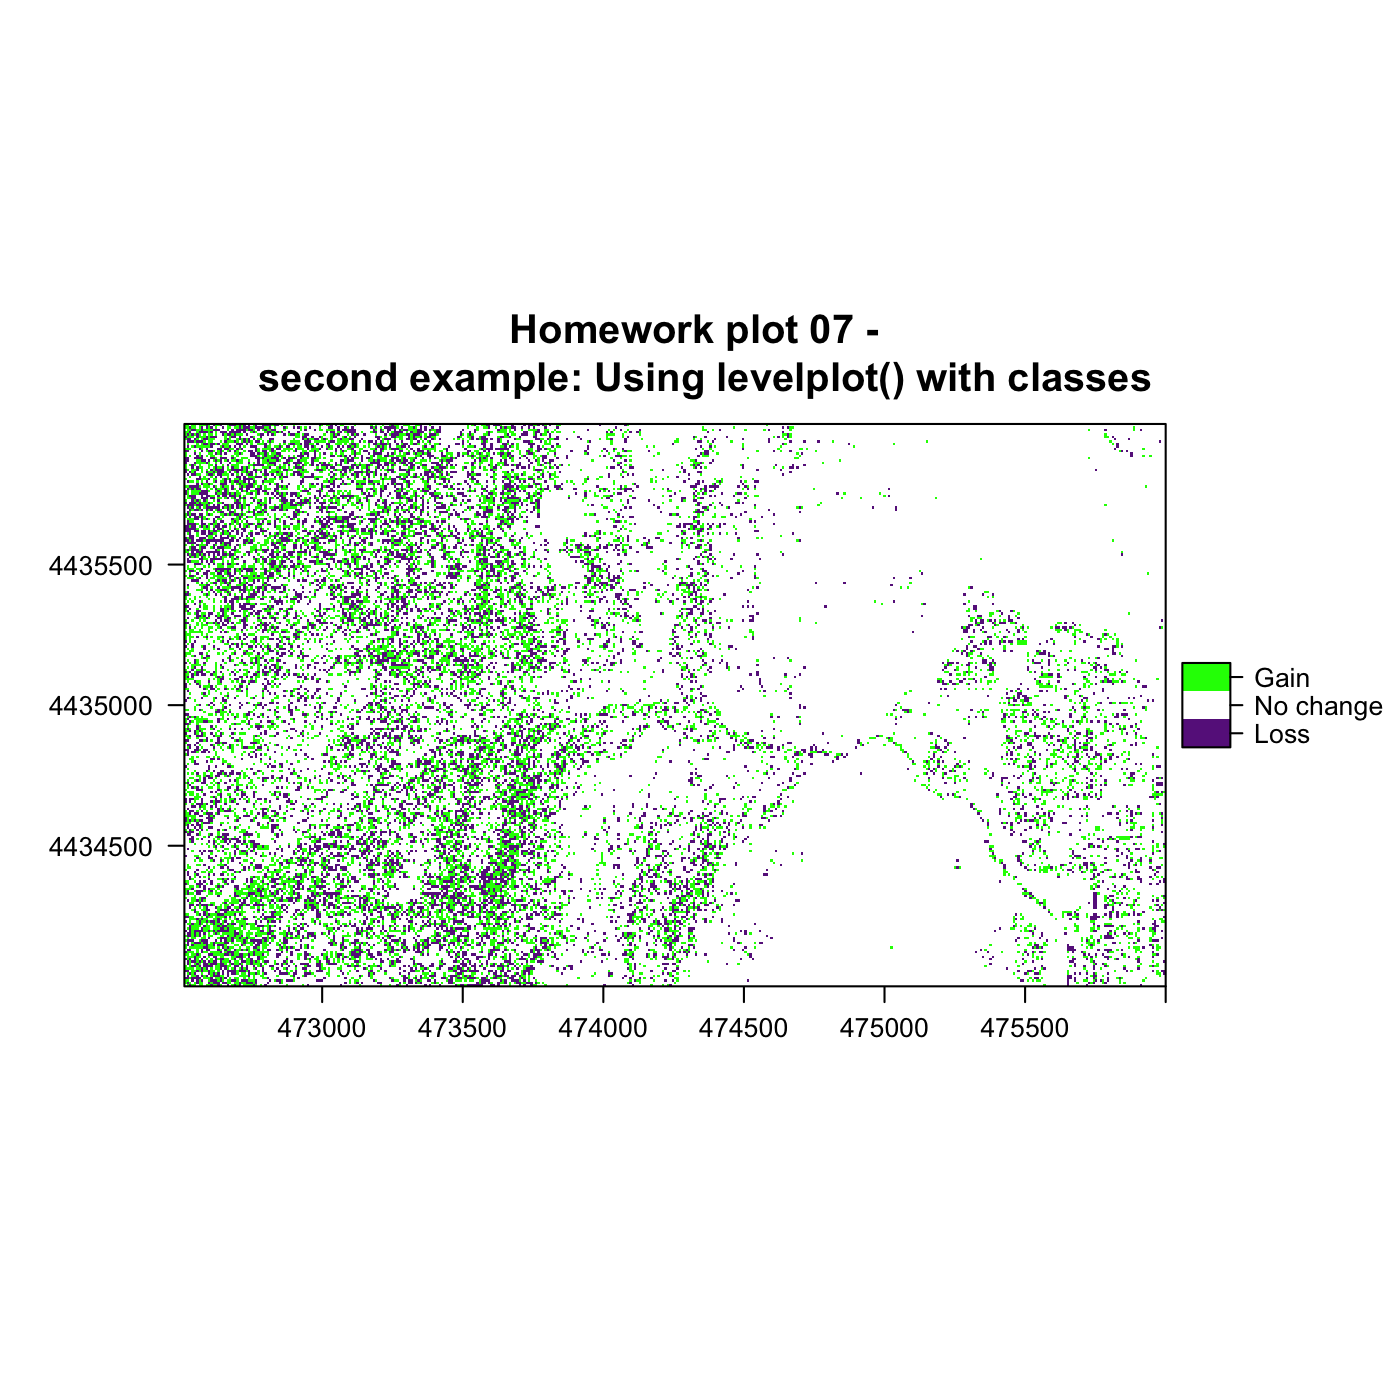 Homework plot 07 -
second example: Using levelplot() with classes
4435500
4435000
4434500
Gain
No change
Loss
473000 473500 474000 474500 475000 475500